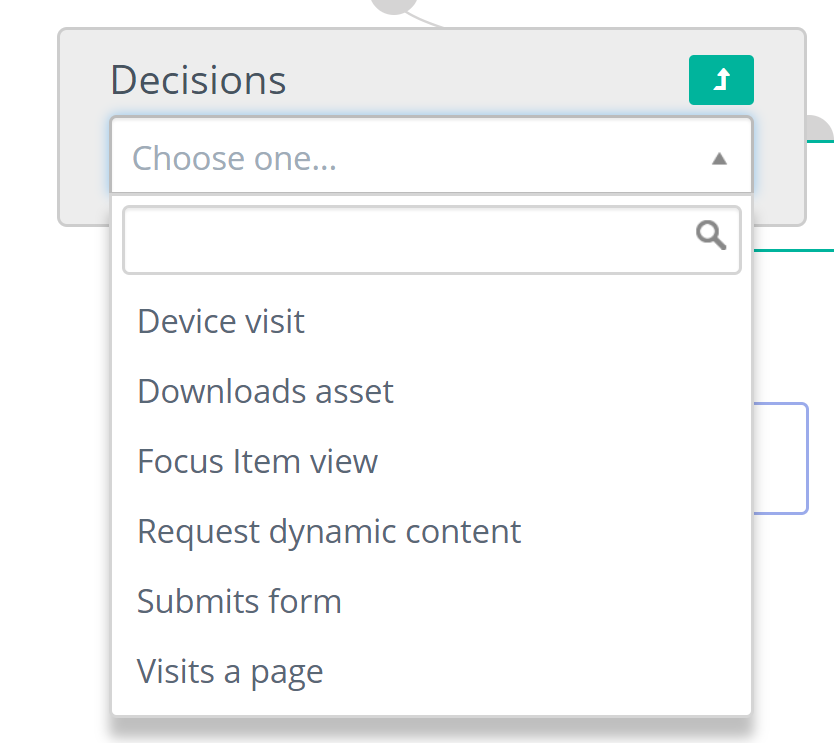 Decisions
Choose one...
Device visit
Downloads asset
Focus Item view
Request dynamic content
Submits form
Visits a page